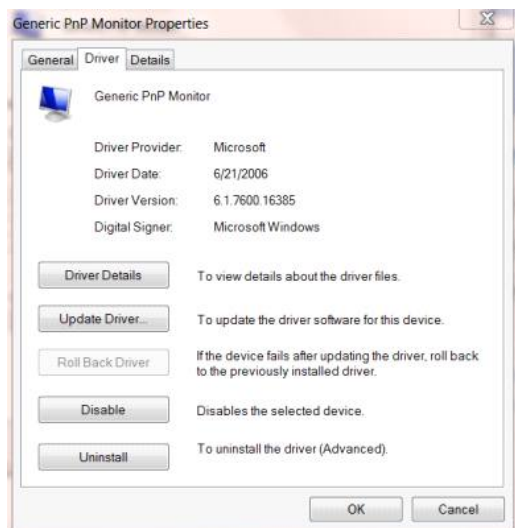 Generic PnP Monitor Properties
General Driver Details
Generic PnP Monitor
Driver Provider: Microsoft
Driver Date: 6/21/2006
Driver Version: 6.1.7600.16385
Digital Signer: Microsoft Windows
Driver Details To view details about the driver files.
Update Driver... To update the driver software for this device.
Roll Back Driver If the device fails after updating the driver, roll back
to the previously installed driver.
Disable Disables the selected device.
Uninstall To uninstall the driver (Advanced).
OK Cancel